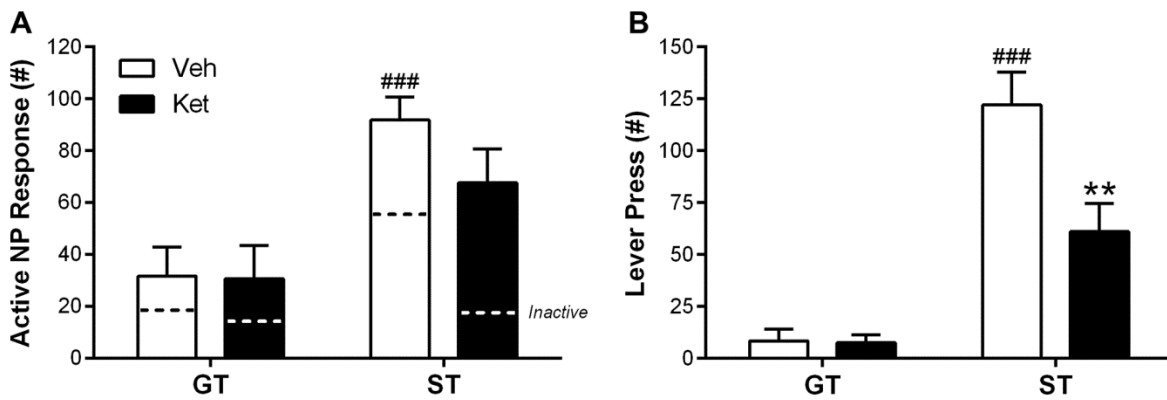 A
Active NP Response (#)
120
100
80
60
40
20
0
Veh
Ket
###
Inactive
GT
ST
B
Lever Press (#)
150
125
100
75
50
25
0
###
**
GT
ST